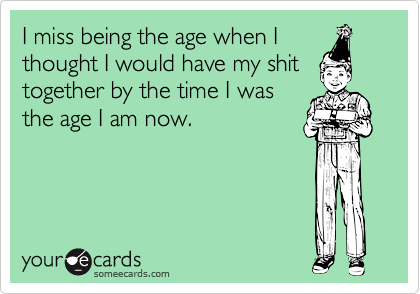 I miss being the age when I
thought I would have my shit
together by the time I was
the age I am now.
your e cards
someecards.com